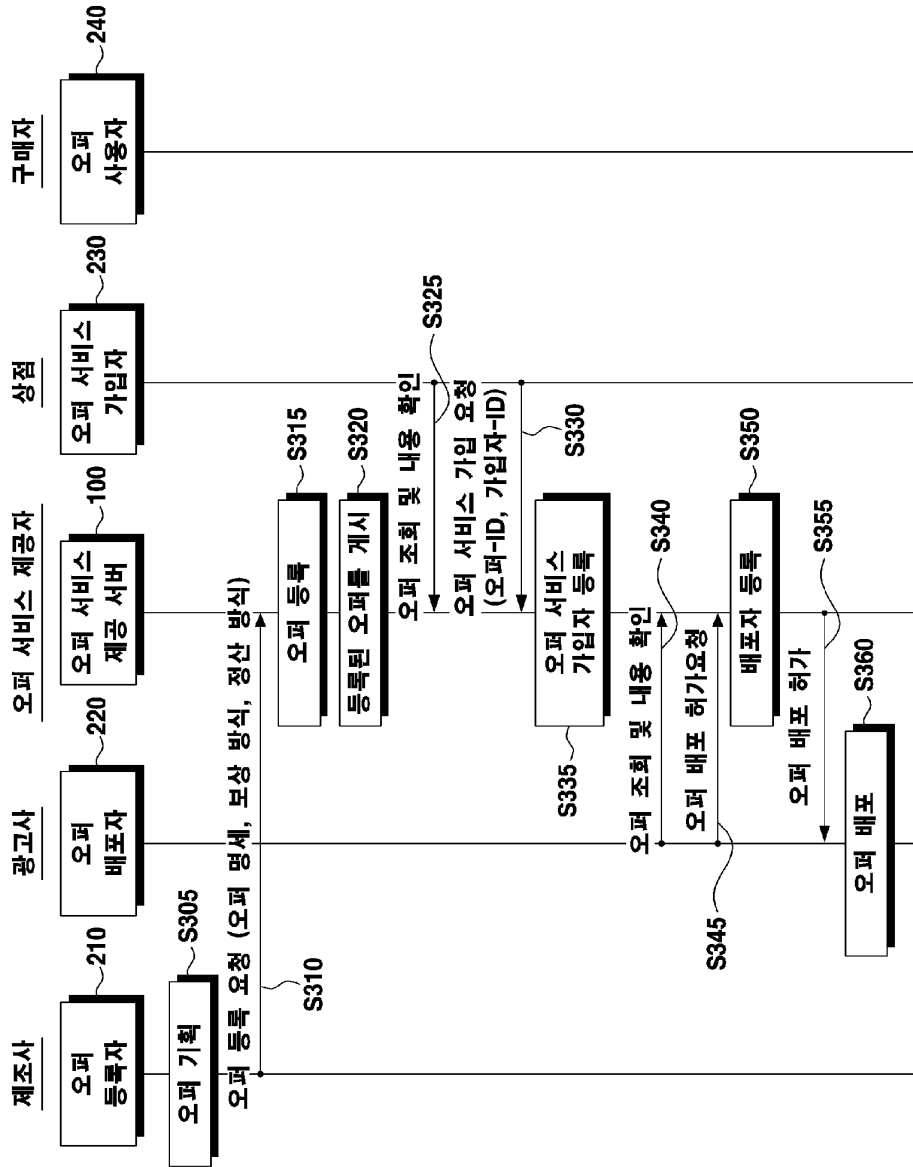 제조사
광고사
오퍼 서비스 제공자
상점
구매자
210
220
100
230
240
오퍼
등록자
오퍼
배포자
오퍼 서비스
제공 서버
오퍼 서비스
가입자
오퍼
사용자
S305
오퍼 기획
오퍼 등록 요청 (오퍼 명세, 보상 방식, 정산 방식)
S310
S315
오퍼 등록
S320
등록된 오퍼를 게시
오퍼 조회 및 내용 확인
S325
오퍼 서비스 가입 요청
(오퍼-ID, 가입자-ID)
S330
오퍼 서비스
가입자 등록
S335
오퍼 조회 및 내용 확인
S340
오퍼 배포 허가요청
S345
S350
배포자 등록
오퍼 배포 허가
S355
S360
오퍼 배포